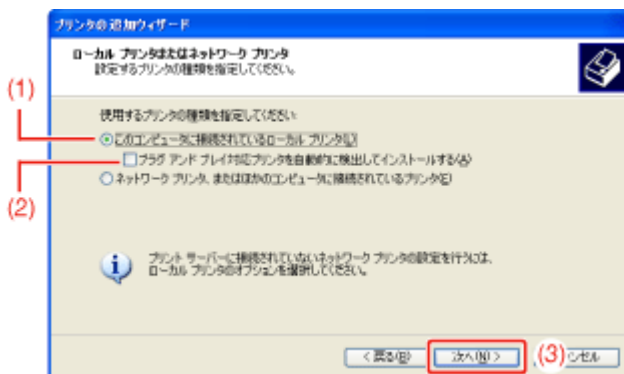 プリンタの追加ウィザード
ローカル プリンタまたはネットワーク プリンタ
設定するプリンタの種類を指定してください。
(1)
使用するプリンタの種類を指定してください:
このコンピュータに接続されているローカル プリンタ(L)
プラグ アンド プレイ対応プリンタを自動的に検出してインストールする(A)
(2)
ネットワーク プリンタ、またはほかのコンピュータに接続されているプリンタ(E)
プリント サーバーに接続されていないネットワーク プリンタの設定を行うには、
ローカル プリンタのオプションを選択してください。
< 戻る(B) 次へ(N) > (3) ンセル